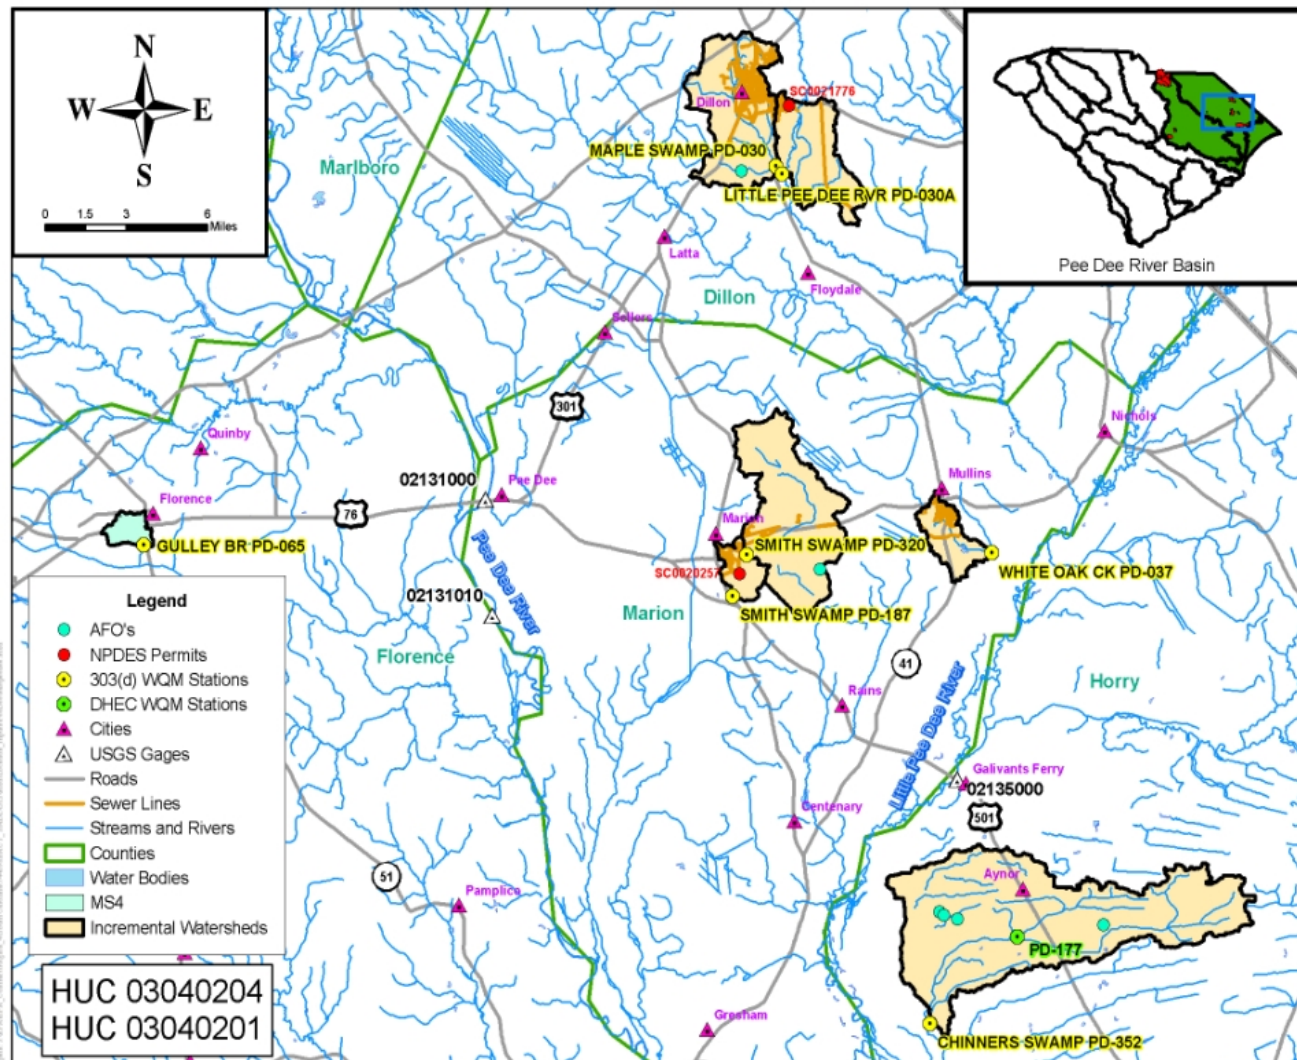 N
W E
S
0 1.5 3 6
Miles
Pee Dee River Basin
Marlboro
Dillon
SC0021776
MAPLE SWAMP PD-030
LITTLE PEE DEE RVR PD-030A
Latta
Floydale
Dillon
Sellers
301
Quinby
Nichols
Florence
02131000
Pee Dee
76
Mullins
Marion
GULLEY BR PD-065
SMITH SWAMP PD-320
SC0020257
WHITE OAK CK PD-037
Pee Dee River
02131010
SMITH SWAMP PD-187
Marion
Florence
41
Horry
Rains
Little Pee Dee River
Galivants Ferry
02135000
501
Centenary
51
Pamplico
Aynor
PD-177
Gresham
CHINNERS SWAMP PD-352
Legend
AFO's
NPDES Permits
303(d) WQM Stations
DHEC WQM Stations
Cities
USGS Gages
Roads
Sewer Lines
Streams and Rivers
Counties
Water Bodies
MS4
Incremental Watersheds
HUC 03040204
HUC 03040201